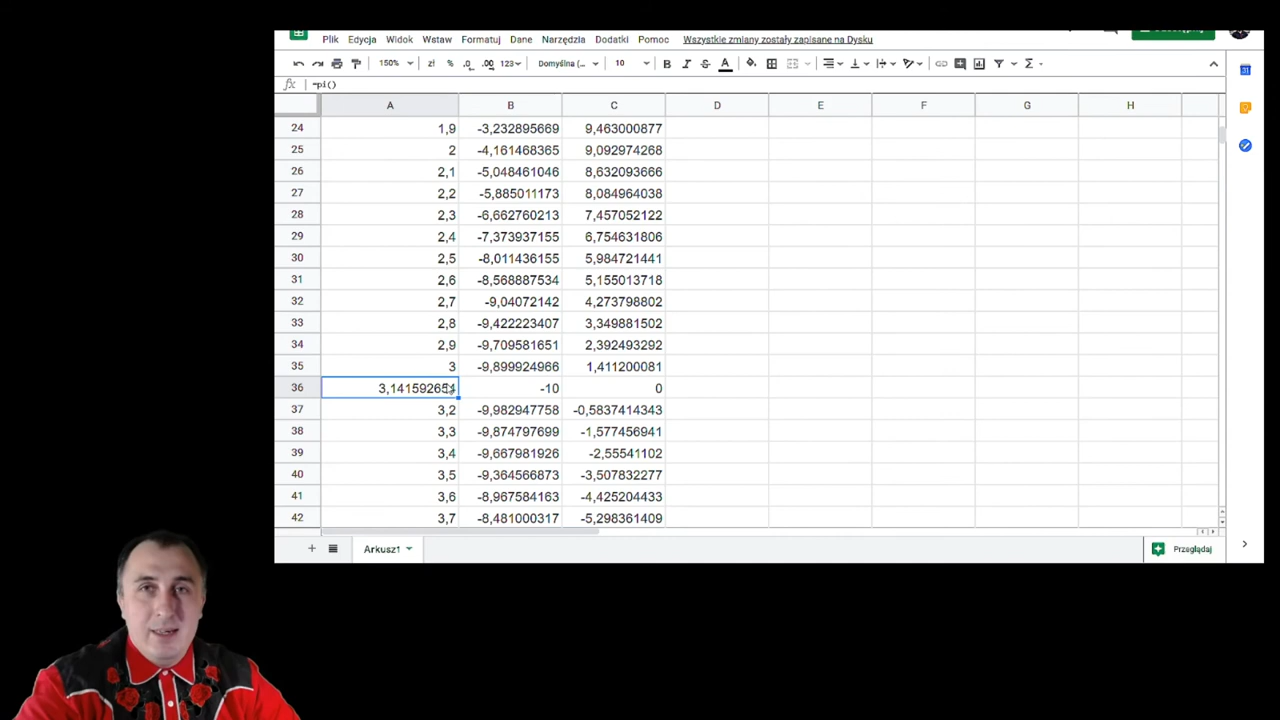 Plik Edycja Widok Wstaw Formatuj Dane Narzędzia Dodatki Pomoc Wszystkie zmiany zostały zapisane na Dysku
150% zł % .0 .00 123 Domyślna (... 10 B I S A Σ
fx =pi()
A B C D E F G H
24 1,9 -3,232895669 9,463000877
25 2 -4,161468365 9,092974268
26 2,1 -5,048461046 8,632093666
27 2,2 -5,885011173 8,084964038
28 2,3 -6,662760213 7,457052122
29 2,4 -7,373937155 6,754631806
30 2,5 -8,011436155 5,984721441
31 2,6 -8,568887534 5,155013718
32 2,7 -9,04072142 4,273798802
33 2,8 -9,422223407 3,349881502
34 2,9 -9,709581651 2,392493292
35 3 -9,899924966 1,411200081
36 3,141592654 -10 0
37 3,2 -9,982947758 -0,5837414343
38 3,3 -9,874797699 -1,577456941
39 3,4 -9,667981926 -2,55541102
40 3,5 -9,364566873 -3,507832277
41 3,6 -8,967584163 -4,425204433
42 3,7 -8,481000317 -5,298361409
Arkusz1 Przeglądaj